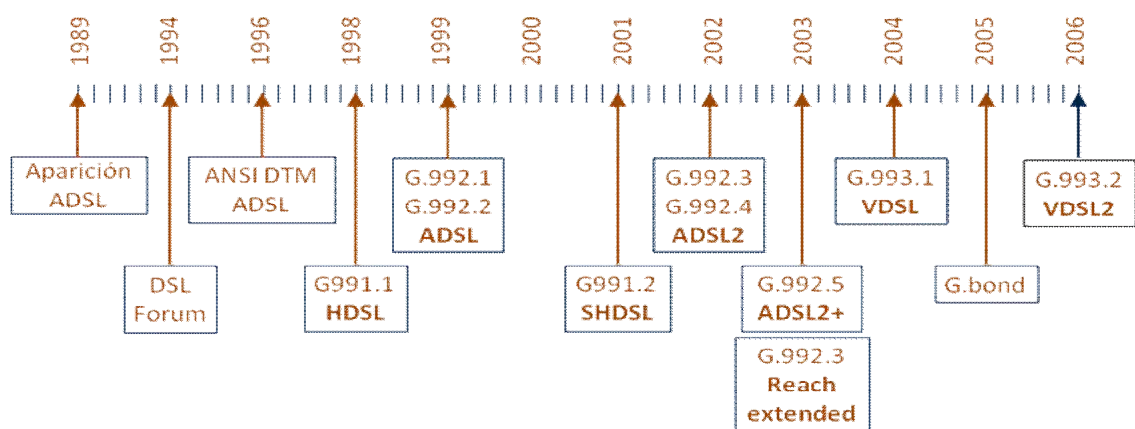 1989
1994
1996
1998
1999
2000
2001
2002
2003
2004
2005
2006
Aparición
ADSL
ANSI DTM
ADSL
G.992.1
G.992.2
ADSL
G.992.3
G.992.4
ADSL2
G.993.1
VDSL
G.993.2
VDSL2
DSL
Forum
G991.1
HDSL
G991.2
SHDSL
G.992.5
ADSL2+
G.bond
G.992.3
Reach
extended